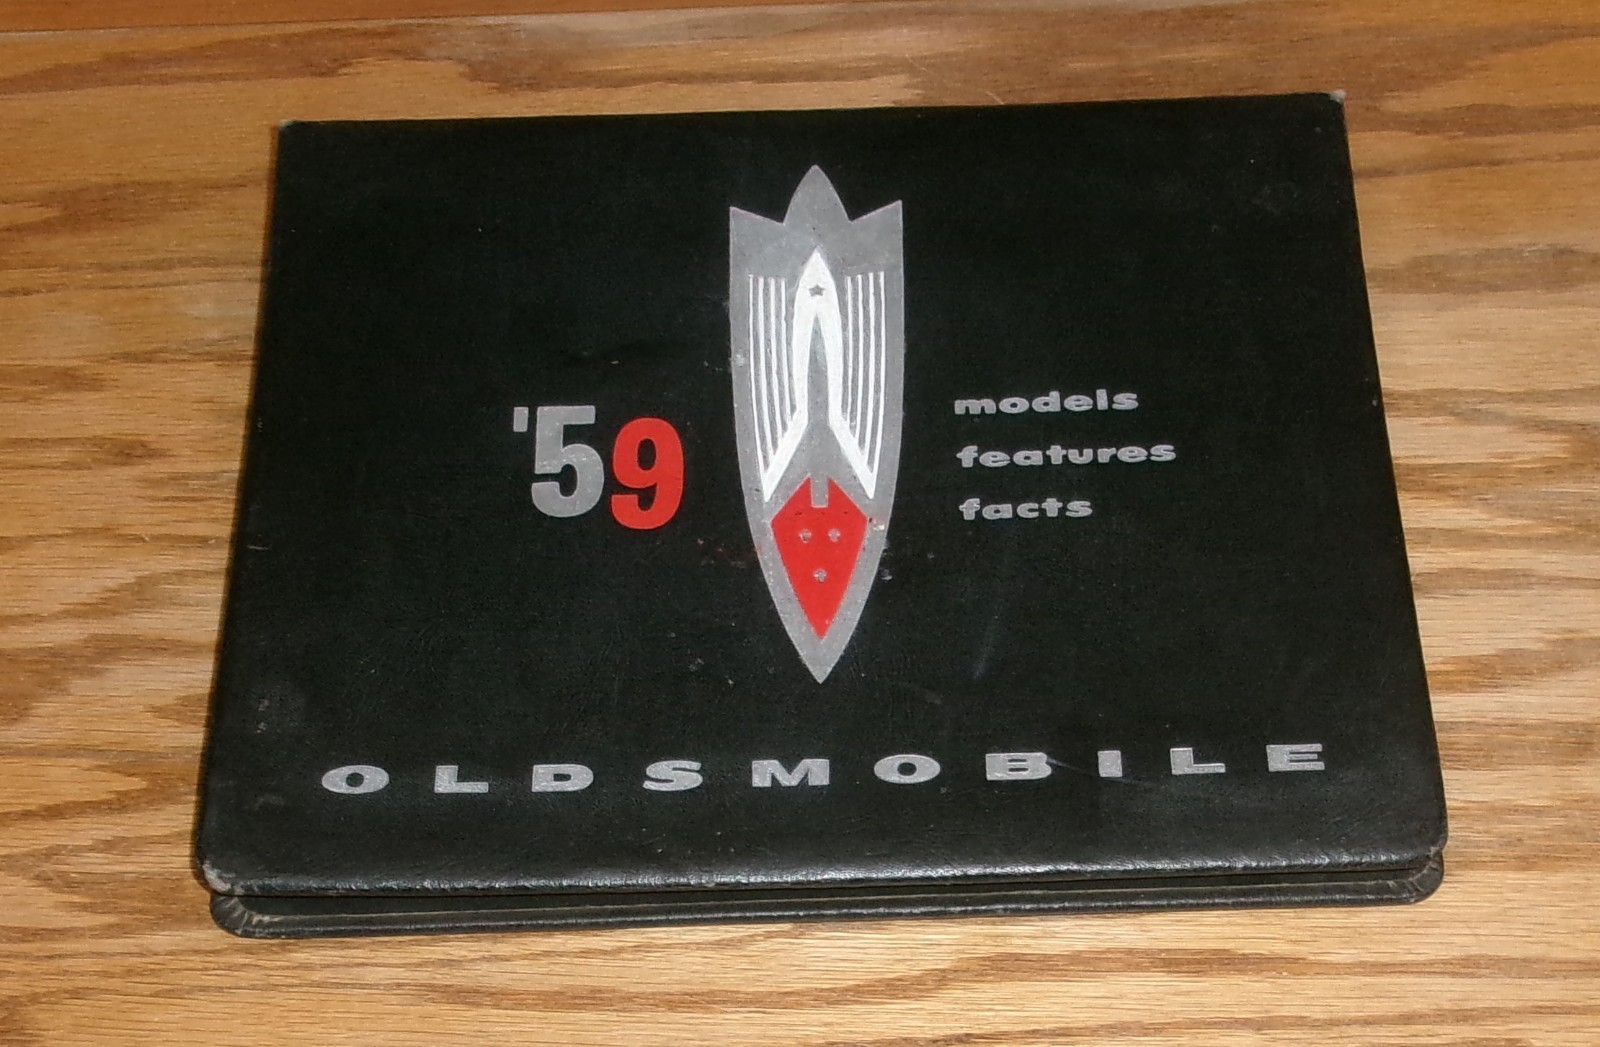 '59
models
features
facts
OLDSMOBILE